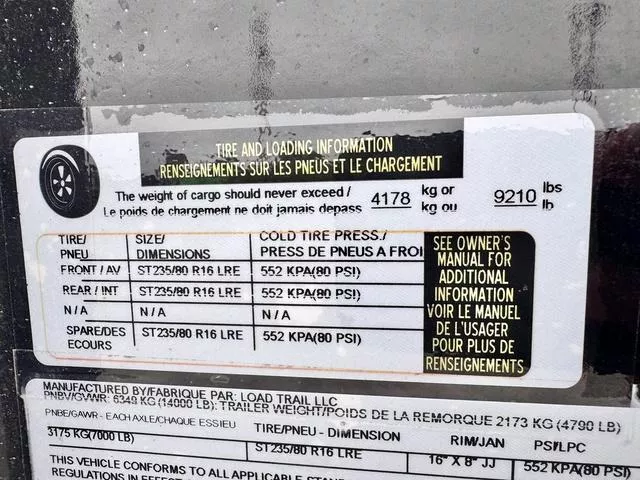 TIRE AND LOADING INFORMATION
RENSEIGNEMENTS SUR LES PNEUS ET LE CHARGEMENT
The weight of cargo should never exceed / 4178 kg or 9210 lbs
Le poids de chargement ne doit jamais depass kg ou lb
TIRE/ SIZE/ COLD TIRE PRESS./
PNEU DIMENSIONS PRESS DE PNEUS A FROI
FRONT / AV ST235/80 R16 LRE 552 KPA(80 PSI)
REAR / INT ST235/80 R16 LRE 552 KPA(80 PSI)
N / A N / A N / A
SPARE/DES ST235/80 R16 LRE 552 KPA(80 PSI)
ECOURS
SEE OWNER'S
MANUAL FOR
ADDITIONAL
INFORMATION
VOIR LE MANUEL
DE L'USAGER
POUR PLUS DE
RENSEIGNEMENTS
MANUFACTURED BY/FABRIQUE PAR: LOAD TRAIL LLC
PNBV/GVWR: 6349 KG (14000 LB): TRAILER WEIGHT/POIDS DE LA REMORQUE 2173 KG (4790 LB)
PNBE/GAWR - EACH AXLE/CHAQUE ESSIEU TIRE/PNEU - DIMENSION RIM/JAN PSI/LPC
3175 KG(7000 LB) ST235/80 R16 LRE 16" X 8" JJ 552 KPA(80 PSI)
THIS VEHICLE CONFORMS TO ALL APPLICABLE
REGULATIONS IN EFFECT